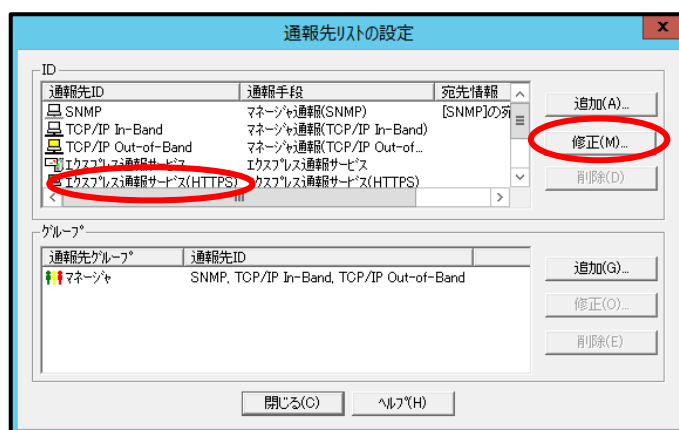 通報先リストの設定
x
ID
通報先ID 通報手段 宛先情報
SNMP マネージャ通報(SNMP) [SNMP]の宛
TCP/IP In-Band マネージャ通報(TCP/IP In-Band)
TCP/IP Out-of-Band マネージャ通報(TCP/IP Out-of...
エクスプレス通報サービス エクスプレス通報サービス
エクスプレス通報サービス(HTTPS) エクスプレス通報サービス(HTTPS)
追加(A)...
修正(M)...
削除(D)
グループ
通報先グループ 通報先ID
マネージャ SNMP, TCP/IP In-Band, TCP/IP Out-of-Band
追加(G)...
修正(O)...
削除(E)
閉じる(C) ヘルプ(H)